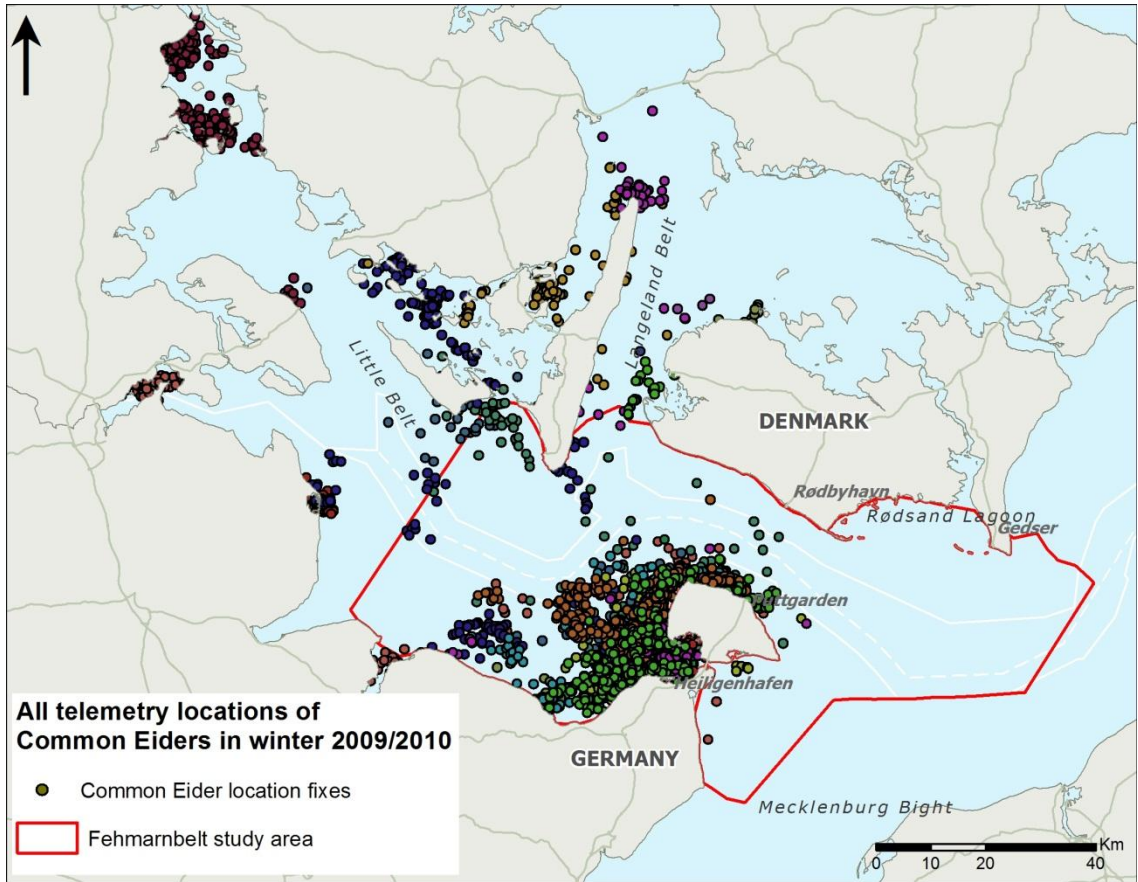 Langeland Belt
Little Belt
DENMARK
Rødbyhavn
Rødsand Lagoon
Gedser
Puttgarden
Heiligenhafen
GERMANY
Mecklenburg Bight
All telemetry locations of
Common Eiders in winter 2009/2010
Common Eider location fixes
Fehmarnbelt study area
Km
0 10 20 40